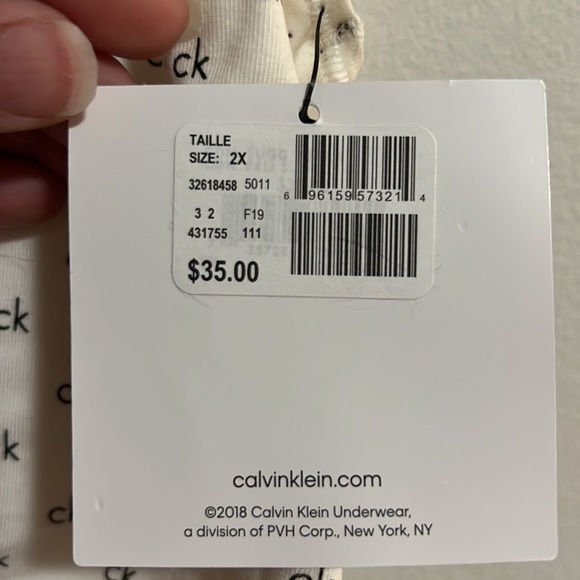 ck
TAILLE
SIZE: 2X
32618458 5011
6 96159 57321 4
3 2 F19
431755 111
$35.00
ck
k
ck
calvinklein.com
©2018 Calvin Klein Underwear,
a division of PVH Corp., New York, NY
ck